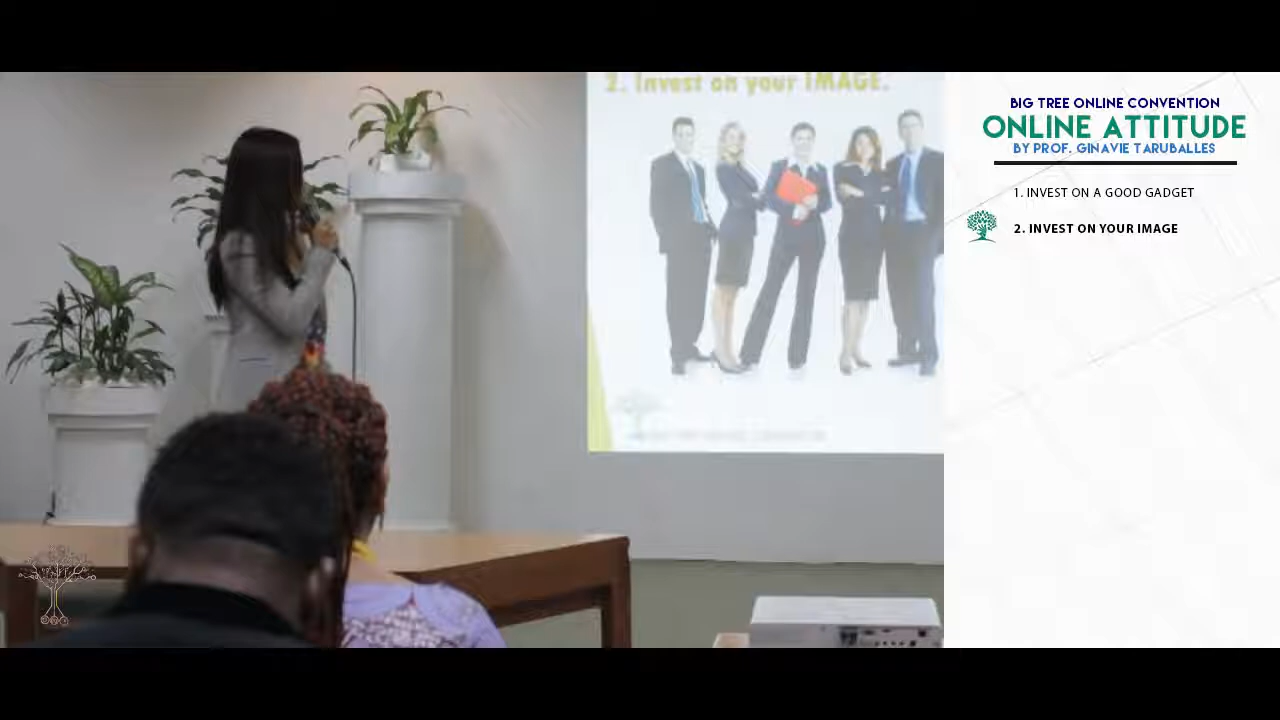 2. Invest on your IMAGE.
BIG TREE ONLINE CONVENTION
ONLINE ATTITUDE
BY PROF. GINAVIE TARUBALLES
1. INVEST ON A GOOD GADGET
2. INVEST ON YOUR IMAGE